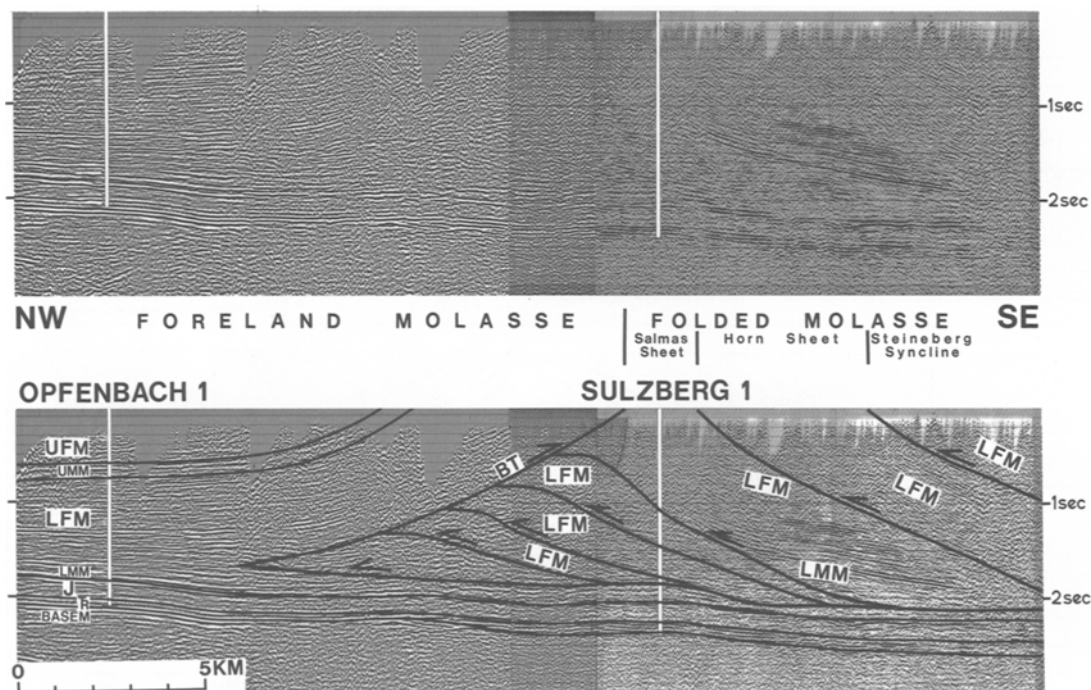 1sec
2sec
NW FORELAND MOLASSE FOLDED MOLASSE SE
Salmas Sheet
Horn Sheet
Steineberg Syncline
OPFENBACH 1 SULZBERG 1
UFM
UMM
LFM
LMM
J
BASEM
BT
LFM
LFM
LFM
LFM
LMM
LFM
LFM
1sec
2sec
0 5KM